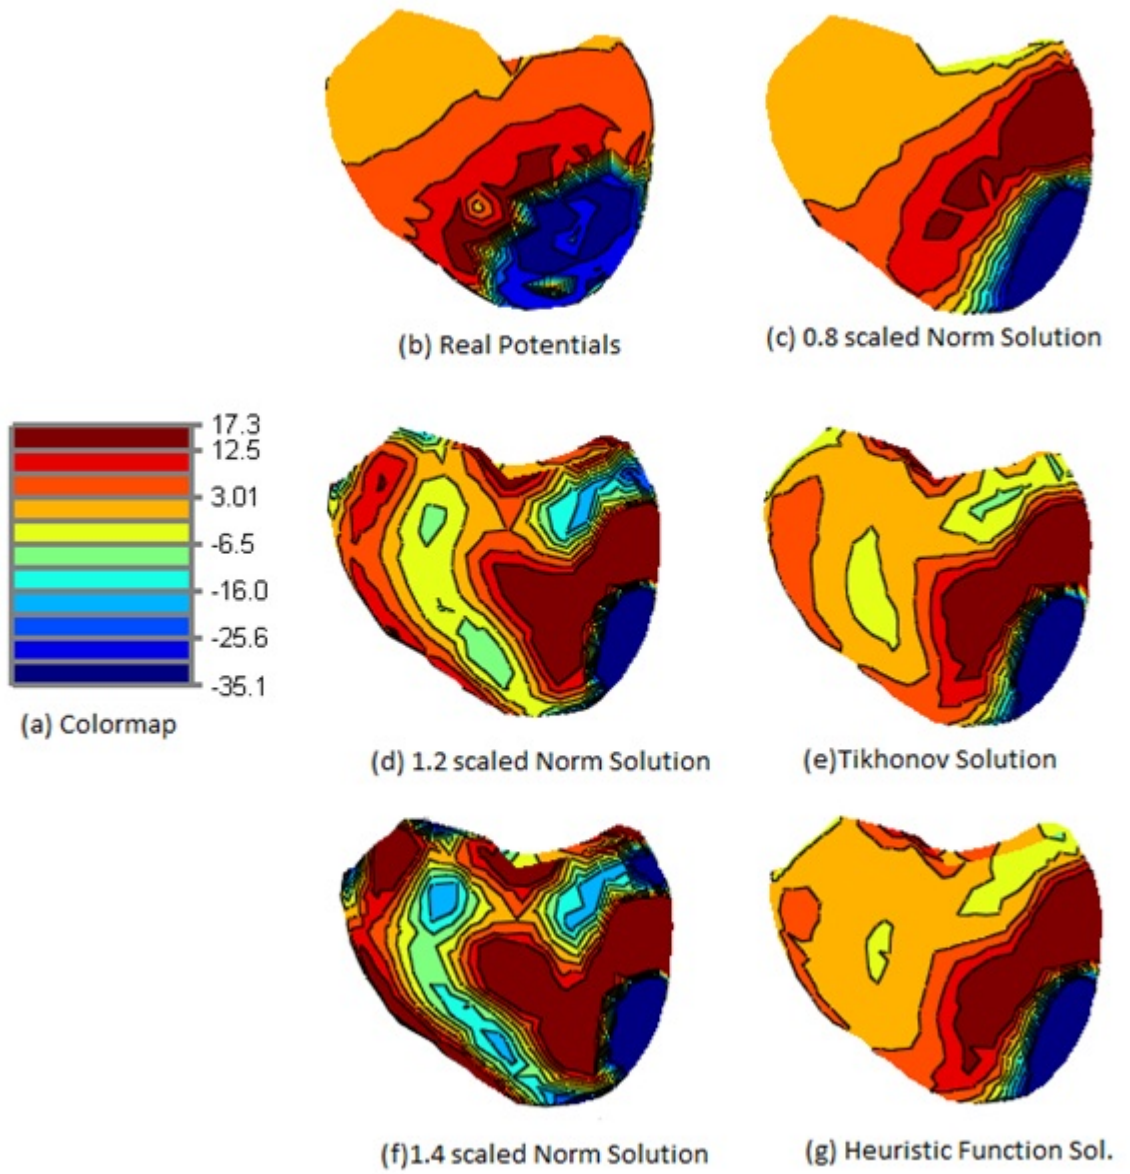 (b) Real Potentials
(c) 0.8 scaled Norm Solution
17.3
12.5
3.01
-6.5
-16.0
-25.6
-35.1
(a) Colormap
(d) 1.2 scaled Norm Solution
(e)Tikhonov Solution
(f)1.4 scaled Norm Solution
(g) Heuristic Function Sol.